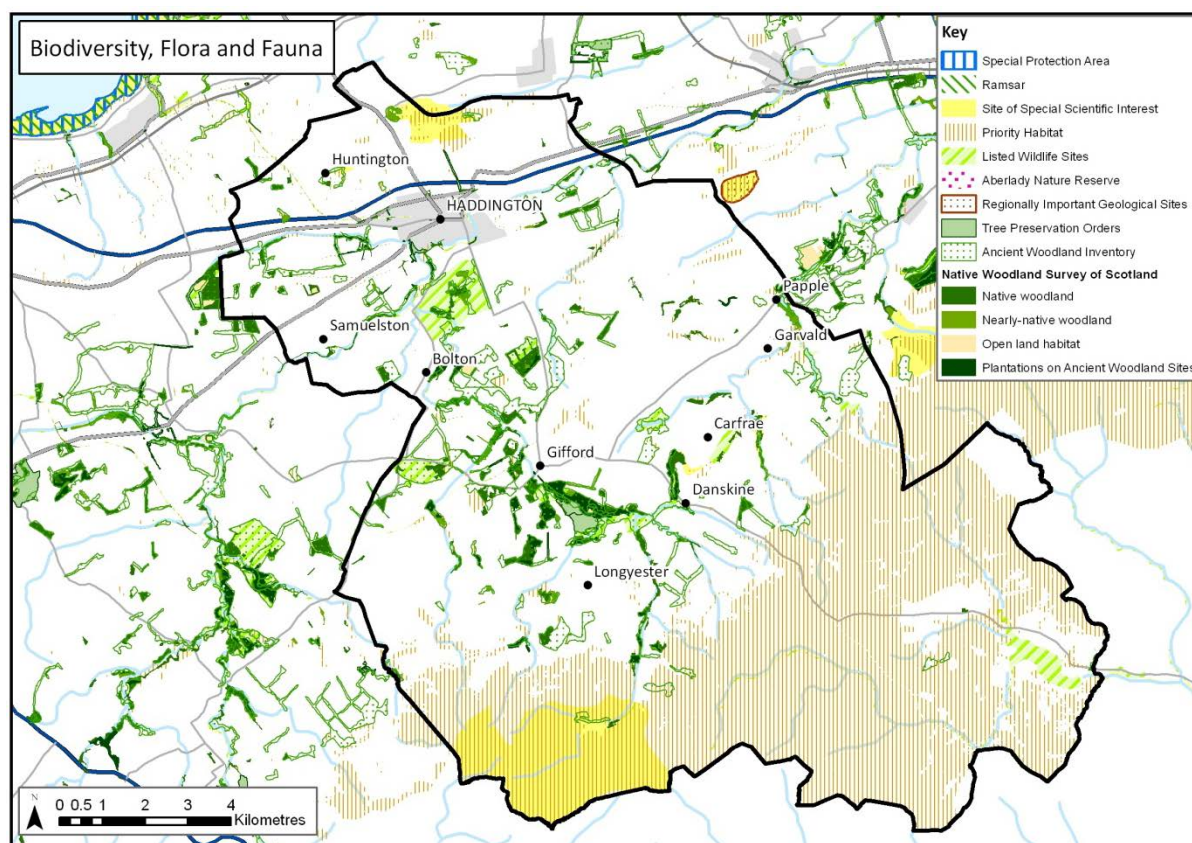 Biodiversity, Flora and Fauna
Key
Special Protection Area
Ramsar
Site of Special Scientific Interest
Priority Habitat
Listed Wildlife Sites
Aberlady Nature Reserve
Regionally Important Geological Sites
Tree Preservation Orders
Ancient Woodland Inventory
Native Woodland Survey of Scotland
Native woodland
Nearly-native woodland
Open land habitat
Plantations on Ancient Woodland Sites
Huntington
HADDINGTON
Papple
Samuelston
Garvald
Bolton
Carfrae
Gifford
Danskine
Longyester
N
0 0.5 1 2 3 4
Kilometres